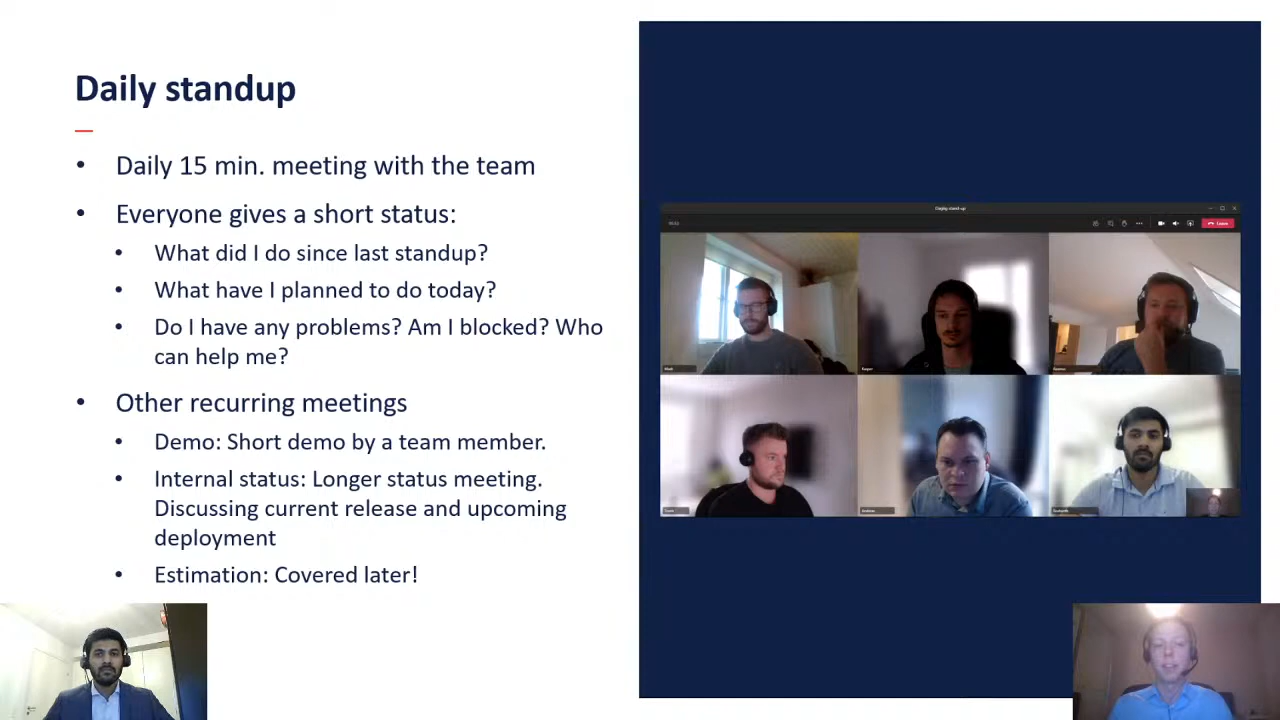 Daily standup
• Daily 15 min. meeting with the team
• Everyone gives a short status:
• What did I do since last standup?
• What have I planned to do today?
• Do I have any problems? Am I blocked? Who
can help me?
• Other recurring meetings
• Demo: Short demo by a team member.
• Internal status: Longer status meeting.
Discussing current release and upcoming
deployment
• Estimation: Covered later!
Leave
Kasper